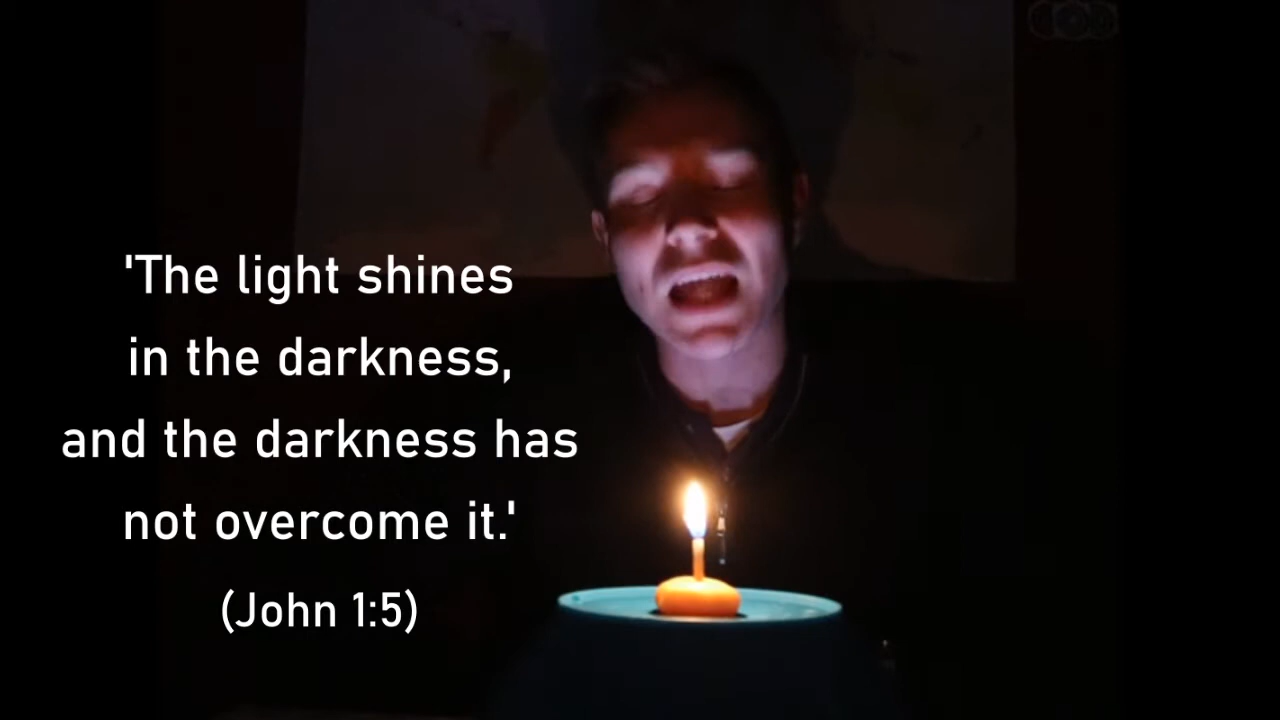 'The light shines
in the darkness,
and the darkness has
not overcome it.'
(John 1:5)